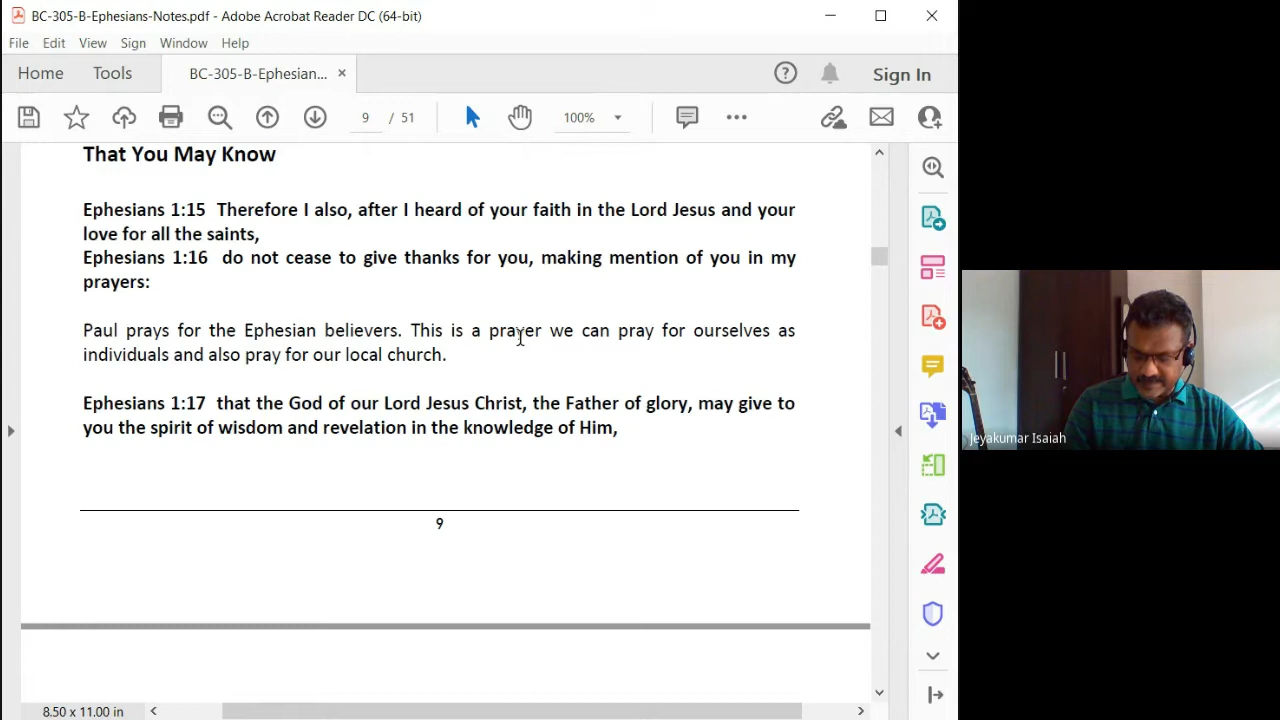 BC-305-B-Ephesians-Notes.pdf - Adobe Acrobat Reader DC (64-bit)
File Edit View Sign Window Help
Home Tools BC-305-B-Ephesian... × Sign In
9 / 51 100%
That You May Know
Ephesians 1:15 Therefore I also, after I heard of your faith in the Lord Jesus and your
love for all the saints,
Ephesians 1:16 do not cease to give thanks for you, making mention of you in my
prayers:
Paul prays for the Ephesian believers. This is a prayer we can pray for ourselves as
individuals and also pray for our local church.
Ephesians 1:17 that the God of our Lord Jesus Christ, the Father of glory, may give to
you the spirit of wisdom and revelation in the knowledge of Him,
9
8.50 x 11.00 in
Jeyakumar Isaiah